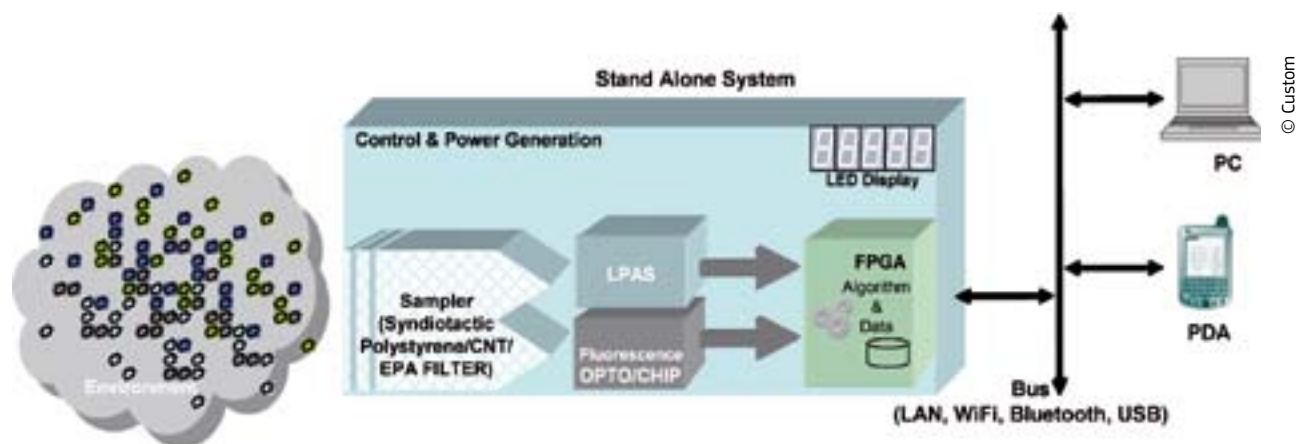 Stand Alone System
Control & Power Generation
LED Display
Environment
Sampler
(Syndiotactic
Polystyrene/CNT/
EPA FILTER)
LPAS
Fluorescence
OPTO/CHIP
FPGA
Algorithm
&
Data
Bus
(LAN, WiFi, Bluetooth, USB)
PC
PDA
© Custom